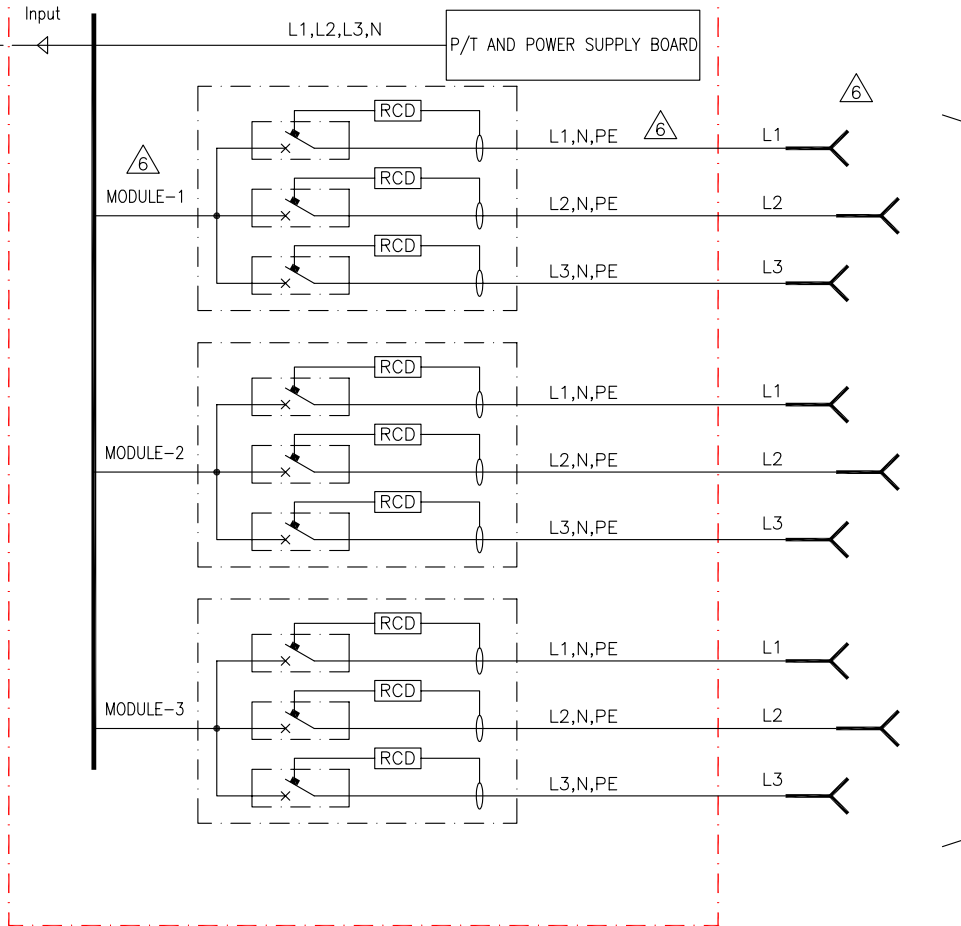 Input
L1,L2,L3,N
P/T AND POWER SUPPLY BOARD
6
RCD
L1,N,PE
6
L1
6
MODULE-1
RCD
L2,N,PE
L2
RCD
L3,N,PE
L3
RCD
L1,N,PE
L1
MODULE-2
RCD
L2,N,PE
L2
RCD
L3,N,PE
L3
RCD
L1,N,PE
L1
MODULE-3
RCD
L2,N,PE
L2
RCD
L3,N,PE
L3